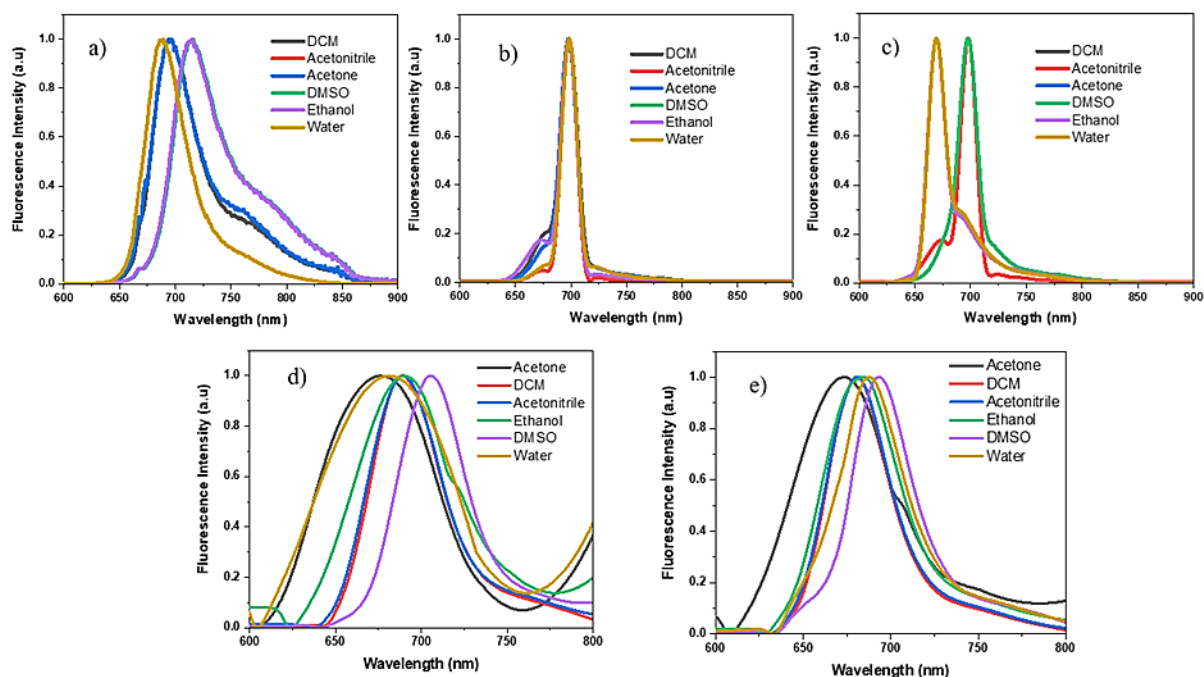 a)
DCM
Acetonitrile
Acetone
DMSO
Ethanol
Water
Fluorescence Intensity (a.u)
1.0
0.8
0.6
0.4
0.2
0.0
600 650 700 750 800 850 900
Wavelength (nm)
b)
DCM
Acetonitrile
Acetone
DMSO
Ethanol
Water
Fluorescence Intensity (a.u)
1.0
0.8
0.6
0.4
0.2
0.0
600 650 700 750 800 850 900
Wavelength (nm)
c)
DCM
Acetonitrile
Acetone
DMSO
Ethanol
Water
Fluorescence Intensity (a.u)
1.0
0.8
0.6
0.4
0.2
0.0
600 650 700 750 800 850 900
Wavelength (nm)
d)
Acetone
DCM
Acetonitrile
Ethanol
DMSO
Water
Fluorescence Intensity (a.u)
1.0
0.8
0.6
0.4
0.2
0.0
600 650 700 750 800
Wavelength (nm)
e)
Acetone
DCM
Acetonitrile
Ethanol
DMSO
Water
Fluorescence Intensity (a.u)
1.0
0.8
0.6
0.4
0.2
0.0
600 650 700 750 800
Wavelength (nm)